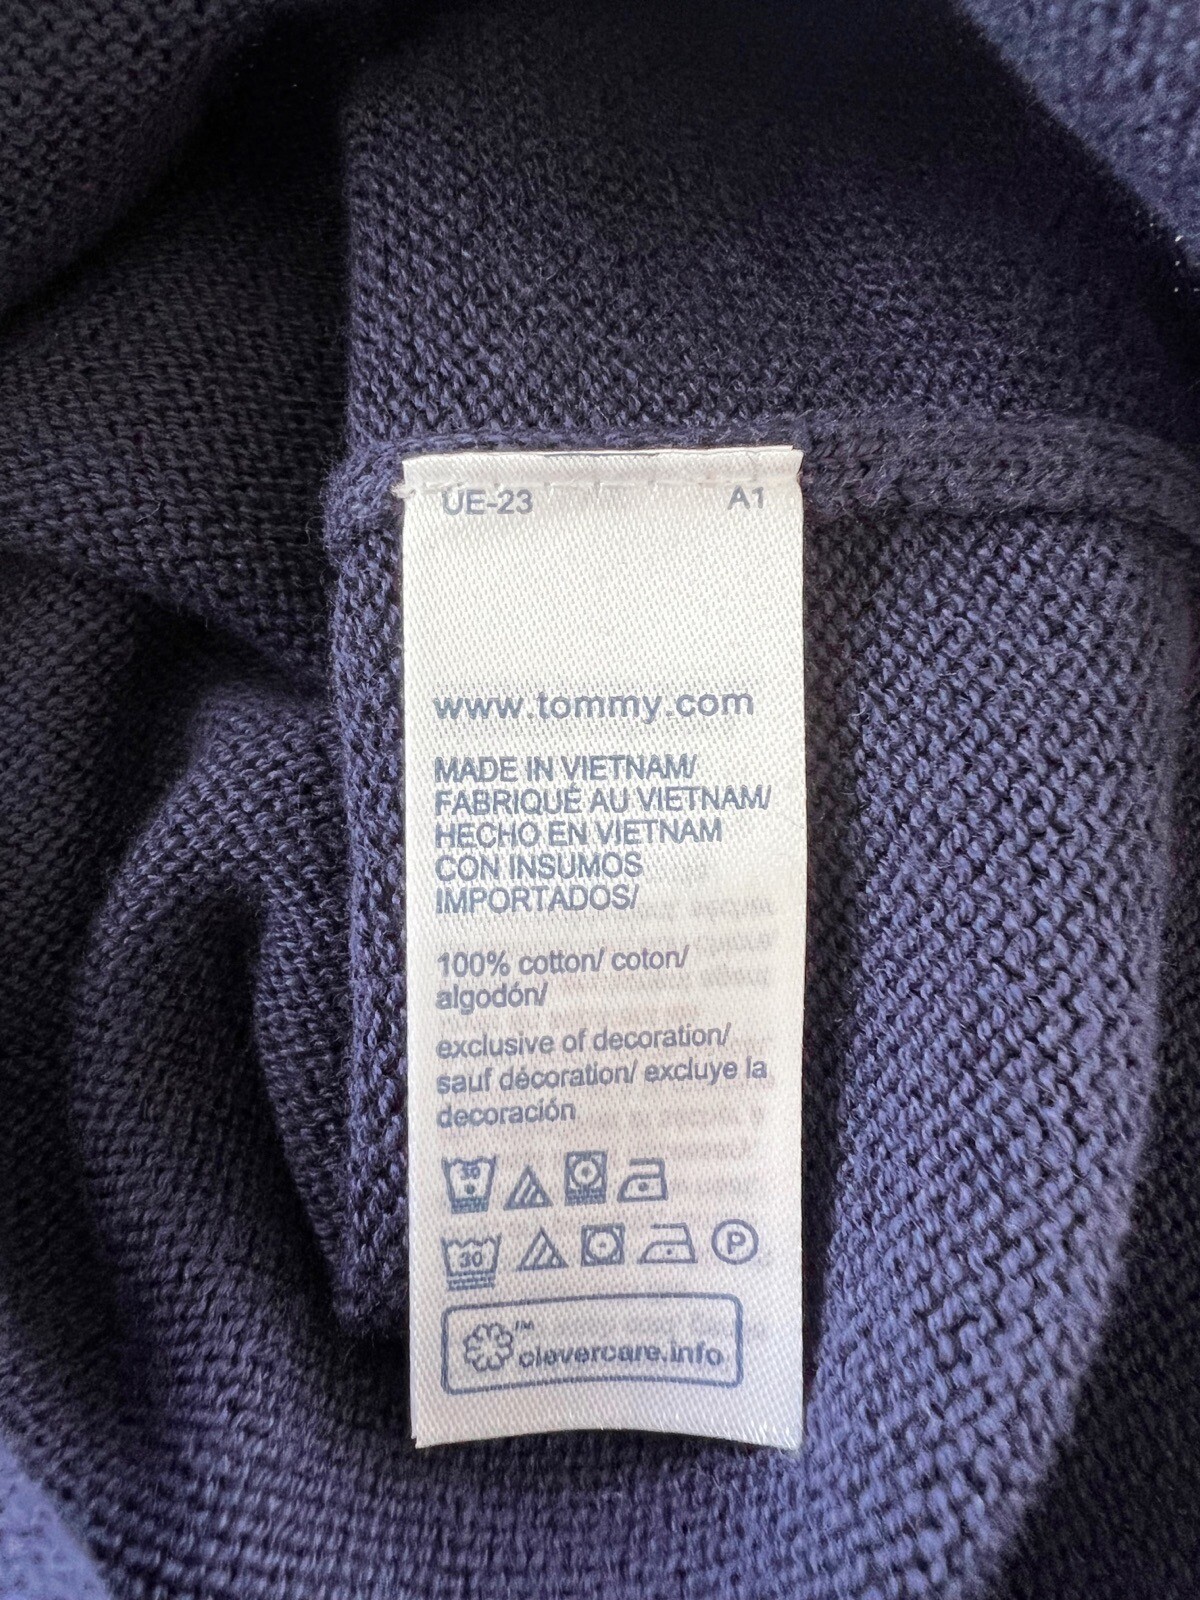 UE-23 A1
www.tommy.com
MADE IN VIETNAM/
FABRIQUÉ AU VIETNAM/
HECHO EN VIETNAM
CON INSUMOS
IMPORTADOS/
100% cotton/ coton/
algodón/
exclusive of decoration/
sauf décoration/ excluye la
decoración
30
30 P
™
clevercare.info